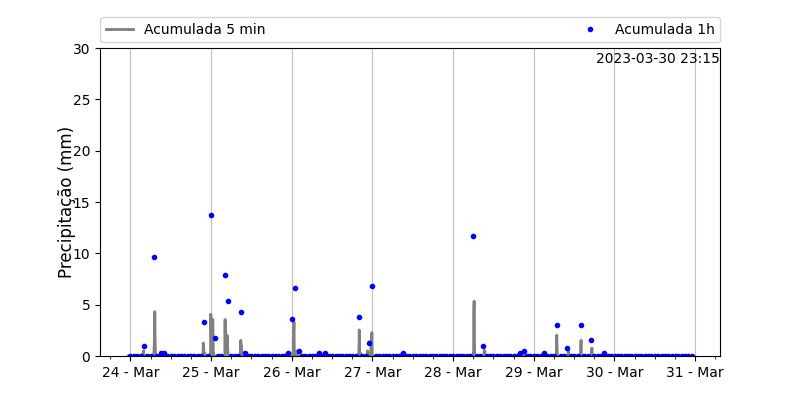 Acumulada 5 min
Acumulada 1h
2023-03-30 23:15
Precipitação (mm)
30
25
20
15
10
5
0
24 - Mar
25 - Mar
26 - Mar
27 - Mar
28 - Mar
29 - Mar
30 - Mar
31 - Mar